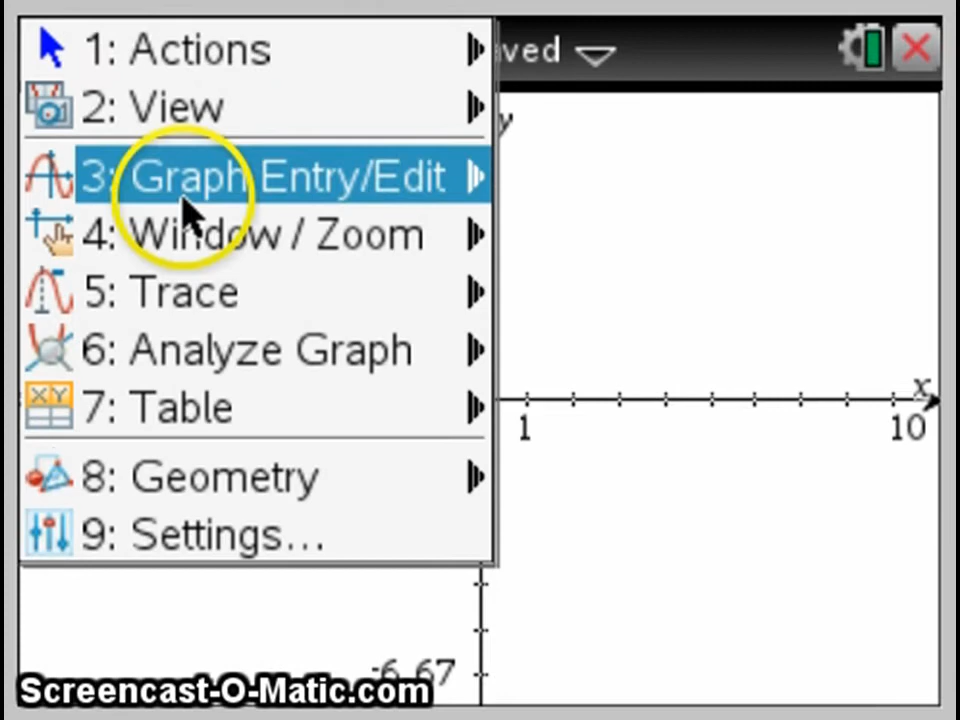 1: Actions
ved
2: View
y
3: Graph Entry/Edit
4: Window / Zoom
5: Trace
6: Analyze Graph
x
7: Table
1
10
8: Geometry
9: Settings...
-6.67
Screencast-O-Matic.com